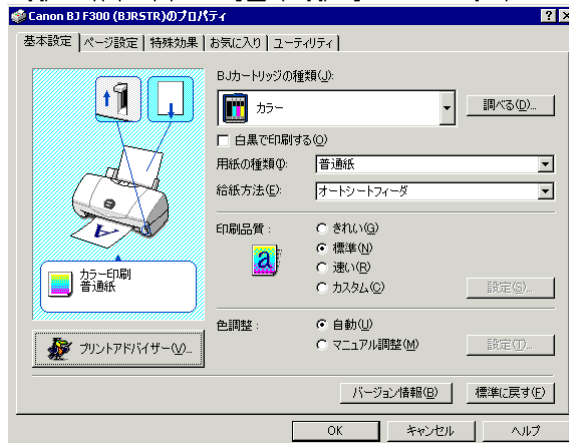 Canon BJ F300 (BJRSTR)のプロパティ
基本設定 ページ設定 特殊効果 お気に入り ユーティリティ
BJカートリッジの種類(J):
カラー
調べる(D)...
白黒で印刷する(O)
用紙の種類(I):
普通紙
給紙方法(E):
オートシートフィーダ
印刷品質:
きれい(G)
標準(N)
速い(R)
カスタム(C)
設定(S)...
カラー印刷
普通紙
色調整:
自動(U)
マニュアル調整(M)
設定(T)...
プリントアドバイザー(V)...
バージョン情報(B)
標準に戻す(F)
OK
キャンセル
ヘルプ